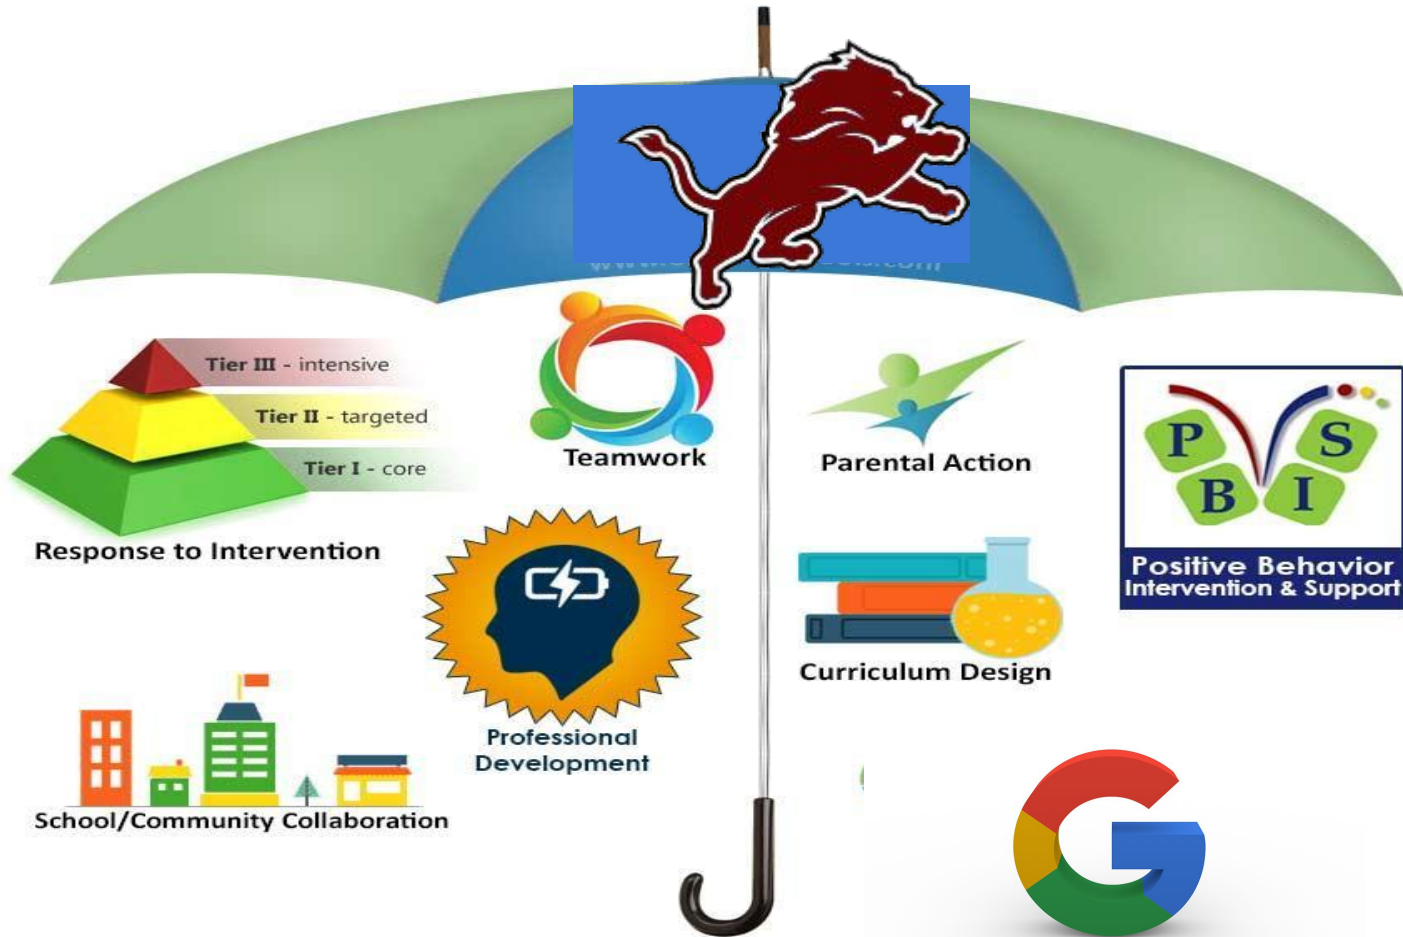 Tier III - intensive
Tier II - targeted
Tier I - core
Response to Intervention
Teamwork
Parental Action
P S
B I
Positive Behavior
Intervention & Support
Professional
Development
Curriculum Design
School/Community Collaboration
G